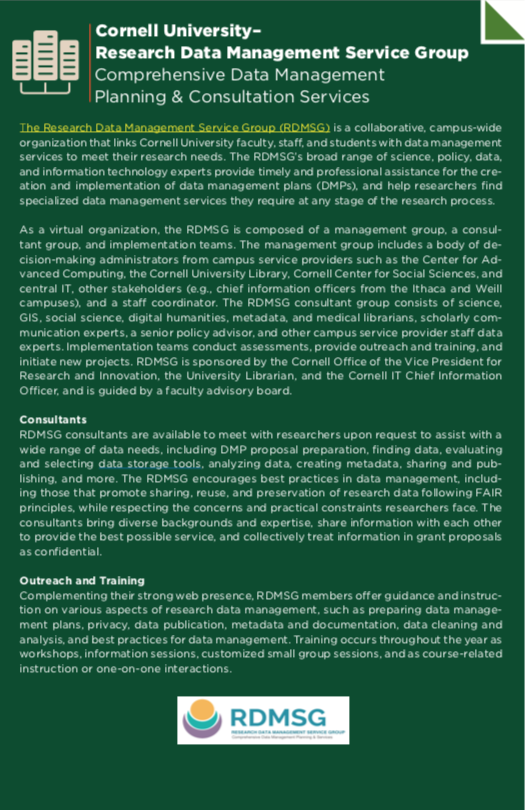 Cornell University–
Research Data Management Service Group
Comprehensive Data Management
Planning & Consultation Services
The Research Data Management Service Group (RDMSG) is a collaborative, campus-wide
organization that links Cornell University faculty, staff, and students with data management
services to meet their research needs. The RDMSG's broad range of science, policy, data,
and information technology experts provide timely and professional assistance for the cre-
ation and implementation of data management plans (DMPs), and help researchers find
specialized data management services they require at any stage of the research process.
As a virtual organization, the RDMSG is composed of a management group, a consul-
tant group, and implementation teams. The management group includes a body of de-
cision-making administrators from campus service providers such as the Center for Ad-
vanced Computing, the Cornell University Library, Cornell Center for Social Sciences, and
central IT, other stakeholders (e.g., chief information officers from the Ithaca and Weill
campuses), and a staff coordinator. The RDMSG consultant group consists of science,
GIS, social science, digital humanities, metadata, and medical librarians, scholarly com-
munication experts, a senior policy advisor, and other campus service provider staff data
experts. Implementation teams conduct assessments, provide outreach and training, and
initiate new projects. RDMSG is sponsored by the Cornell Office of the Vice President for
Research and Innovation, the University Librarian, and the Cornell IT Chief Information
Officer, and is guided by a faculty advisory board.
Consultants
RDMSG consultants are available to meet with researchers upon request to assist with a
wide range of data needs, including DMP proposal preparation, finding data, evaluating
and selecting data storage tools, analyzing data, creating metadata, sharing and pub-
lishing, and more. The RDMSG encourages best practices in data management, includ-
ing those that promote sharing, reuse, and preservation of research data following FAIR
principles, while respecting the concerns and practical constraints researchers face. The
consultants bring diverse backgrounds and expertise, share information with each other
to provide the best possible service, and collectively treat information in grant proposals
as confidential.
Outreach and Training
Complementing their strong web presence, RDMSG members offer guidance and instruc-
tion on various aspects of research data management, such as preparing data manage-
ment plans, privacy, data publication, metadata and documentation, data cleaning and
analysis, and best practices for data management. Training occurs throughout the year as
workshops, information sessions, customized small group sessions, and as course-related
instruction or one-on-one interactions.
RDMSG
RESEARCH DATA MANAGEMENT SERVICE GROUP
Comprehensive Data Management Planning & Services